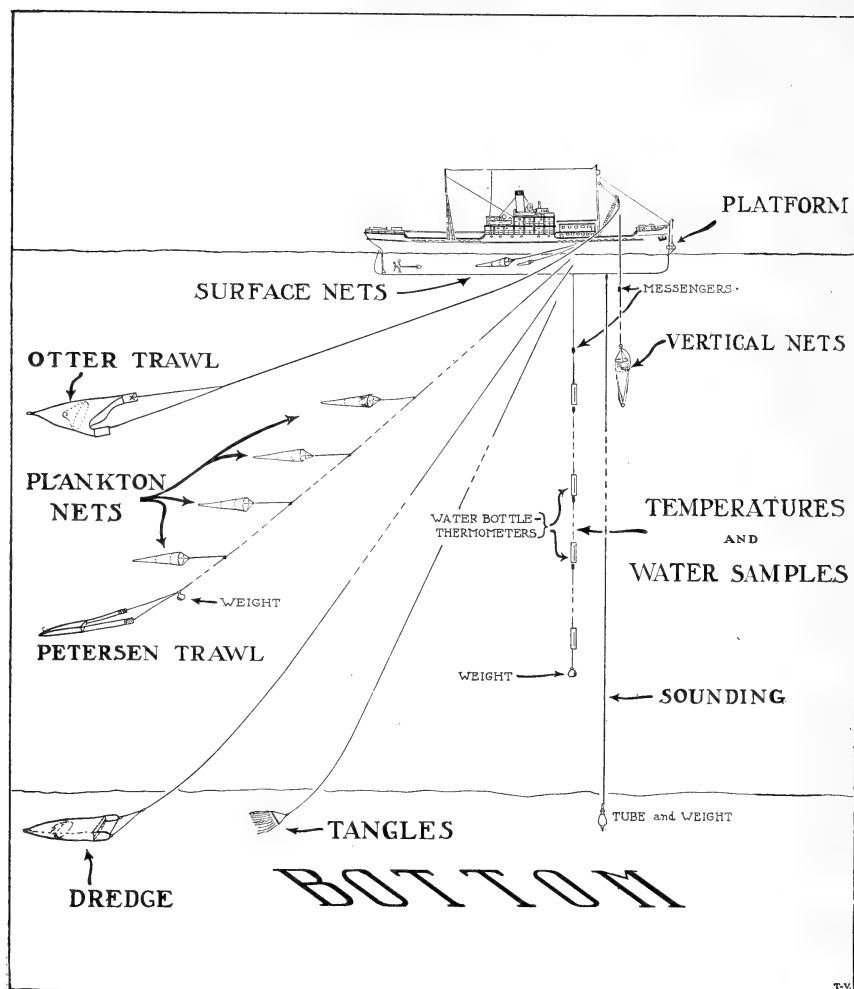 PLATFORM
SURFACE NETS
MESSENGERS
VERTICAL NETS
OTTER TRAWL
PLANKTON
NETS
WATER BOTTLE
THERMOMETERS
TEMPERATURES
AND
WATER SAMPLES
WEIGHT
PETERSEN TRAWL
WEIGHT
SOUNDING
TUBE and WEIGHT
TANGLES
DREDGE
BOTTOM
T-V.